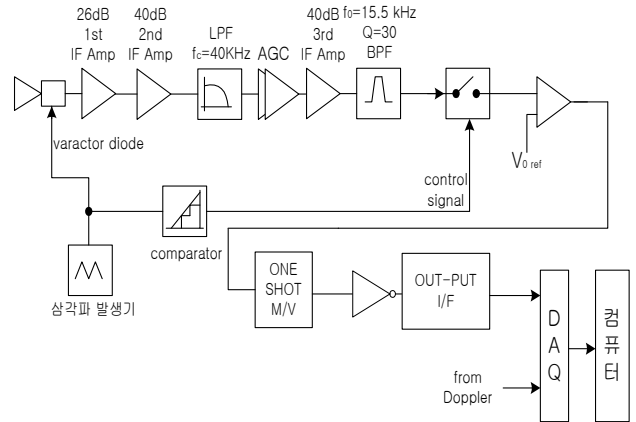 26dB
1st
IF Amp
40dB
2nd
IF Amp
LPF
fc=40KHz
AGC
40dB
3rd
IF Amp
f0=15.5 kHz
Q=30
BPF
varactor diode
control
signal
V0 ref
comparator
삼각파 발생기
ONE
SHOT
M/V
OUT-PUT
I/F
from
Doppler
D
A
Q
컴
퓨
터